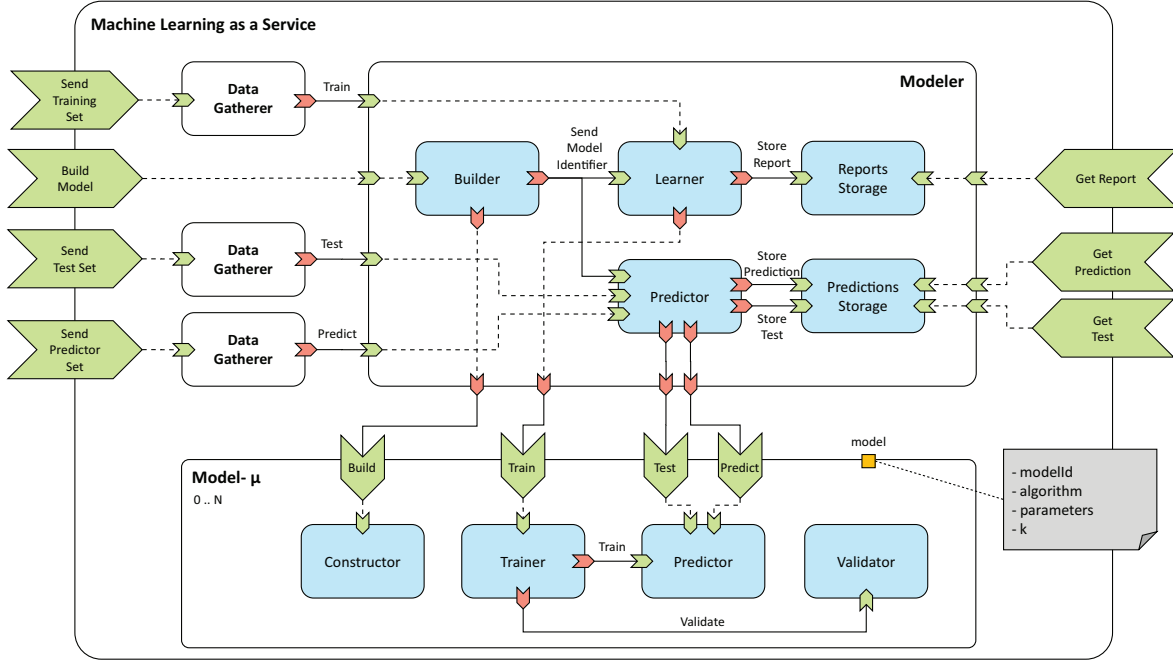 Machine Learning as a Service
Send
Training
Set
Data
Gatherer
Train
Modeler
Build
Model
Builder
Send
Model
Identifier
Learner
Store
Report
Reports
Storage
Get Report
Send
Test Set
Data
Gatherer
Test
Predictor
Store
Prediction
Store
Test
Predictions
Storage
Get
Prediction
Get
Test
Send
Predictor
Set
Data
Gatherer
Predict
Model- μ
0 .. N
Build
Train
Test
Predict
model
- modelId
- algorithm
- parameters
- k
Constructor
Trainer
Train
Predictor
Validator
Validate